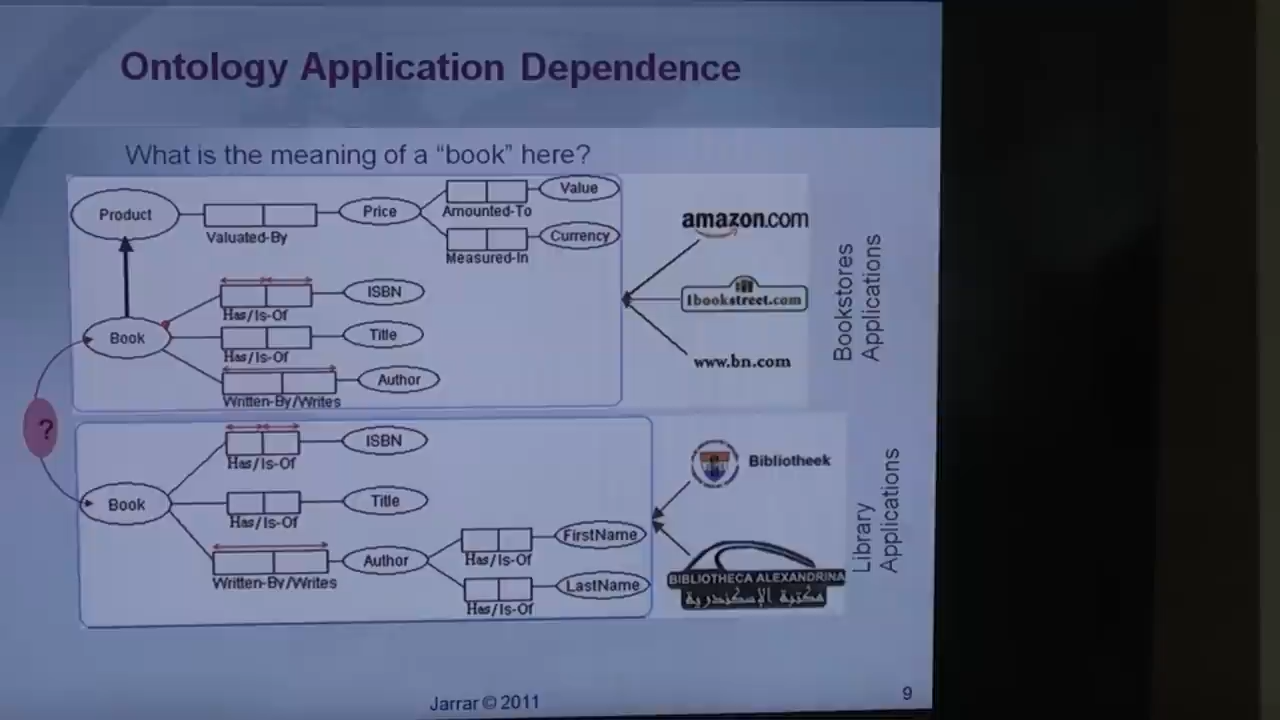 Ontology Application Dependence
What is the meaning of a “book” here?
Product
Valuated-By
Price
Amounted-To
Value
Measured-In
Currency
Book
Has/Is-Of
ISBN
Has/Is-Of
Title
Written-By/Writes
Author
amazon.com
1bookstreet.com
www.bn.com
Bookstores
Applications
?
Book
Has/Is-Of
ISBN
Has/Is-Of
Title
Written-By/Writes
Author
Has/Is-Of
FirstName
Has/Is-Of
LastName
Bibliotheek
BIBLIOTHECA ALEXANDRINA
مكتبة الإسكندرية
Library
Applications
Jarrar © 2011
9